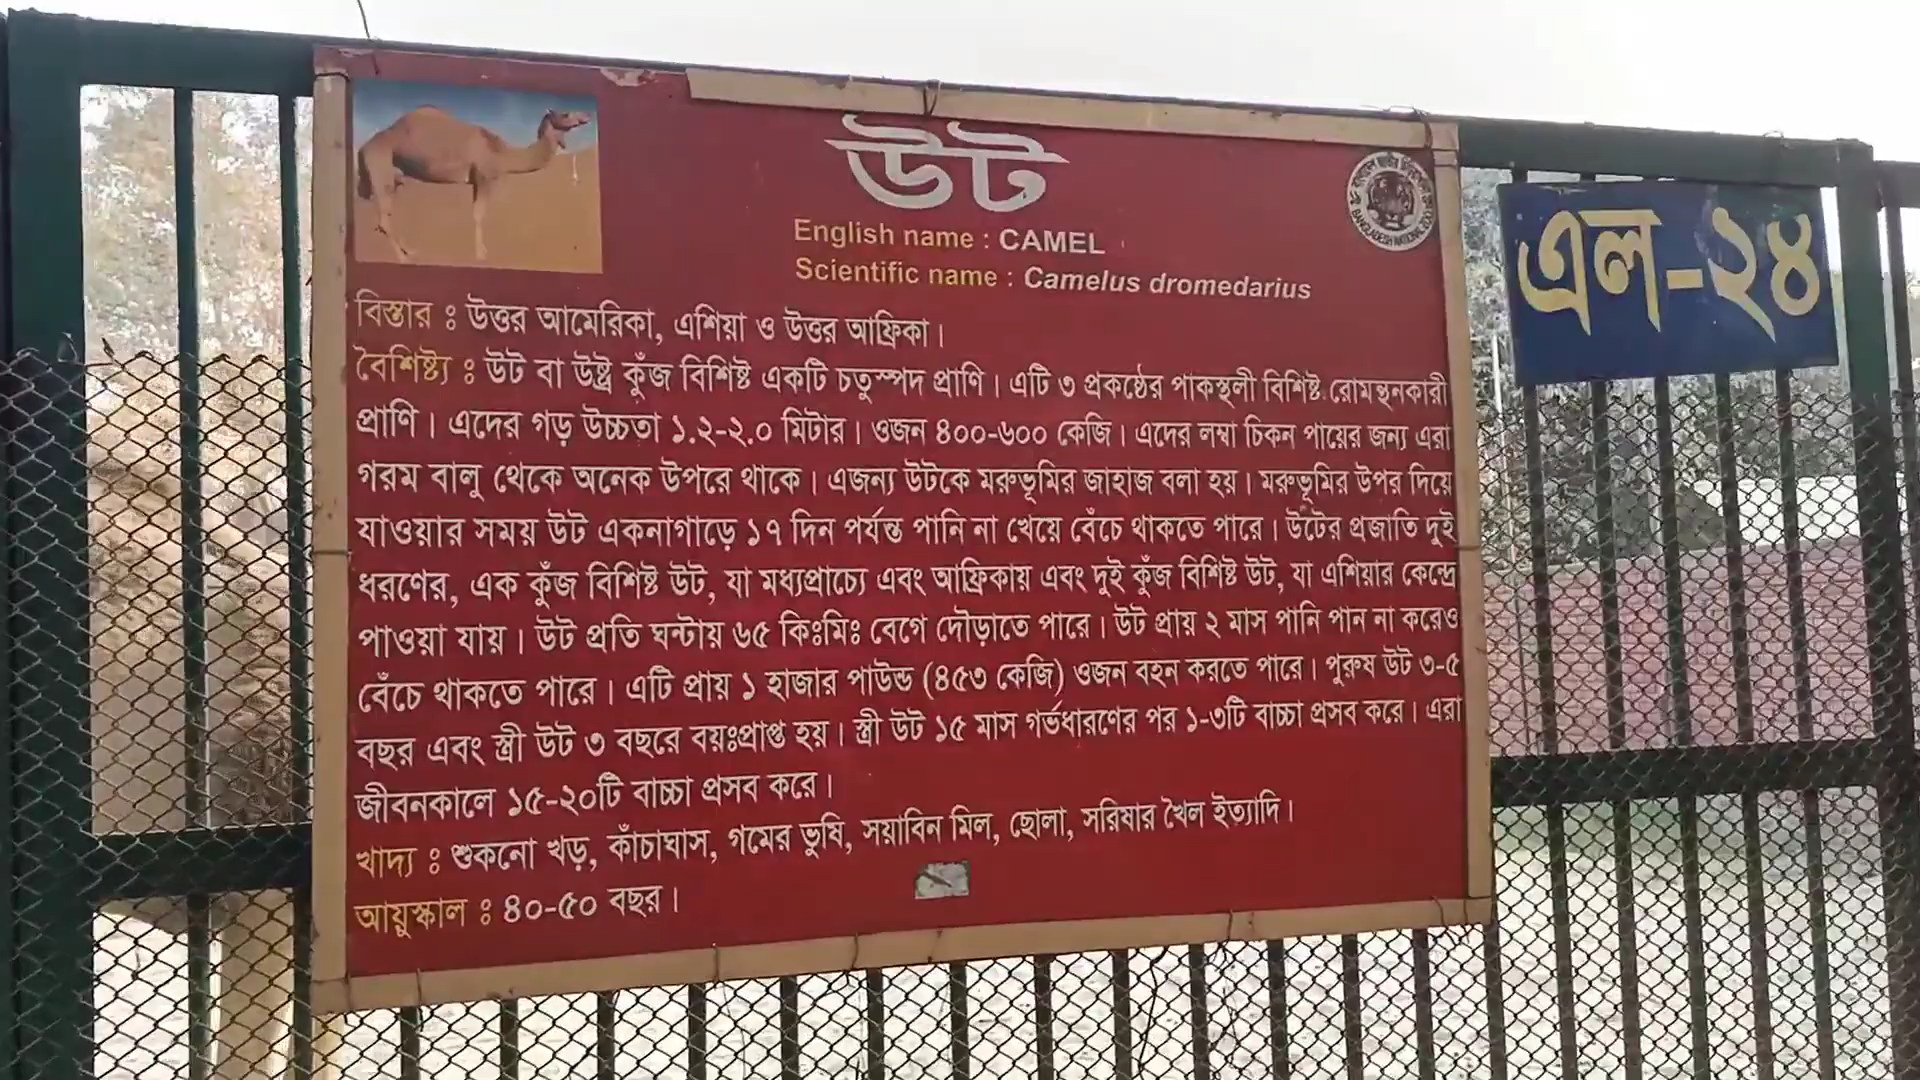 উট
English name : CAMEL
Scientific name : Camelus dromedarius
বিস্তার ঃ উত্তর আমেরিকা, এশিয়া ও উত্তর আফ্রিকা।
বৈশিষ্ট্য ঃ উট বা উষ্ট্র কুঁজ বিশিষ্ট একটি চতুস্পদ প্রাণি। এটি ৩ প্রকষ্ঠের পাকস্থলী বিশিষ্ট রোমন্থনকারী
প্রাণি। এদের গড় উচ্চতা ১.২-২.০ মিটার। ওজন ৪০০-৬০০ কেজি। এদের লম্বা চিকন পায়ের জন্য এরা
গরম বালু থেকে অনেক উপরে থাকে। এজন্য উটকে মরুভূমির জাহাজ বলা হয়। মরুভূমির উপর দিয়ে
যাওয়ার সময় উট একনাগাড়ে ১৭ দিন পর্যন্ত পানি না খেয়ে বেঁচে থাকতে পারে। উটের প্রজাতি দুই
ধরণের, এক কুঁজ বিশিষ্ট উট, যা মধ্যপ্রাচ্যে এবং আফ্রিকায় এবং দুই কুঁজ বিশিষ্ট উট, যা এশিয়ার কেন্দ্রে
পাওয়া যায়। উট প্রতি ঘন্টায় ৬৫ কিঃমিঃ বেগে দৌড়াতে পারে। উট প্রায় ২ মাস পানি পান না করেও
বেঁচে থাকতে পারে। এটি প্রায় ১ হাজার পাউন্ড (৪৫৩ কেজি) ওজন বহন করতে পারে। পুরুষ উট ৩-৫
বছর এবং স্ত্রী উট ৩ বছরে বয়ঃপ্রাপ্ত হয়। স্ত্রী উট ১৫ মাস গর্ভধারণের পর ১-৩টি বাচ্চা প্রসব করে। এরা
জীবনকালে ১৫-২০টি বাচ্চা প্রসব করে।
খাদ্য ঃ শুকনো খড়, কাঁচাঘাস, গমের ভুষি, সয়াবিন মিল, ছোলা, সরিষার খৈল ইত্যাদি।
আয়ুস্কাল ঃ ৪০-৫০ বছর।
BANGLADESH NATIONAL ZOO
এল-২৪